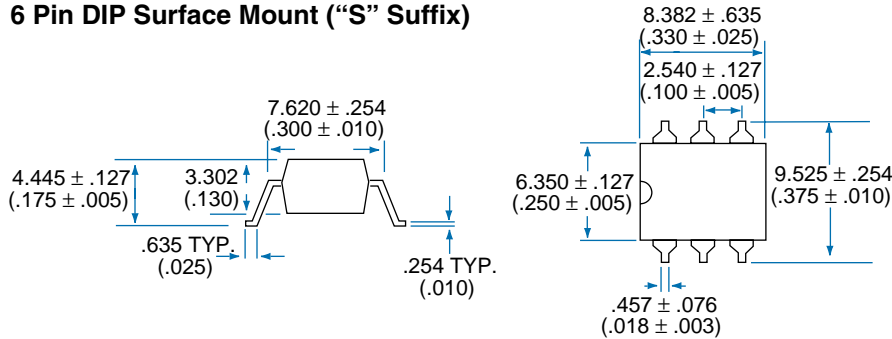 6 Pin DIP Surface Mount (“S” Suffix)
8.382 ± .635
(.330 ± .025)
2.540 ± .127
(.100 ± .005)
7.620 ± .254
(.300 ± .010)
4.445 ± .127
(.175 ± .005)
3.302
(.130)
6.350 ± .127
(.250 ± .005)
9.525 ± .254
(.375 ± .010)
.635 TYP.
(.025)
.254 TYP.
(.010)
.457 ± .076
(.018 ± .003)